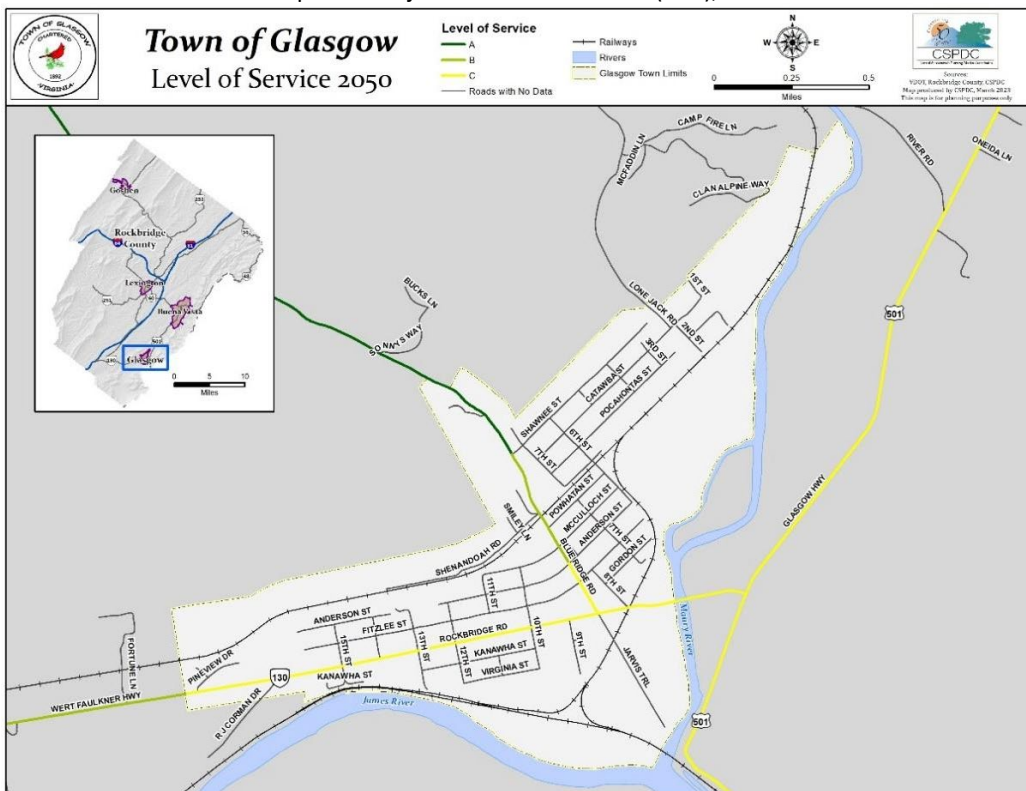 TOWN OF GLASGOW
CHARTERED
1892
VIRGINIA
Town of Glasgow
Level of Service 2050
Level of Service
A
B
C
Roads with No Data
Railways
Rivers
Glasgow Town Limits
N
W
E
S
0
0.25
0.5
Miles
CSPDC
Sources:
VDOT, Rockbridge County, CSPDC
Map produced by CSPDC, March 2023
This map is for planning purposes only
Goshen
Rockbridge
County
Lexington
Buena Vista
Glasgow
0
5
10
Miles
CAMP FIRE LN
MCFADDIN LN
CLAN ALPINE WAY
RIVER RD
ONEIDA LN
BUCKS LN
SONNYS WAY
LONE JACK RD
1ST ST
2ND ST
3RD ST
501
CATAWBA ST
POCAHONTAS ST
SHAWNEE ST
6TH ST
7TH ST
POWHATAN ST
MCCULLOCH ST
ANDERSON ST
7TH ST
GORDON ST
8TH ST
SMILEY LN
BLUE RIDGE RD
GLASGOW HWY
SHENANDOAH RD
11TH ST
ANDERSON ST
FITZLEE ST
ROCKBRIDGE RD
10TH ST
9TH ST
15TH ST
13TH ST
12TH ST
KANAWHA ST
VIRGINIA ST
KANAWHA ST
JARVIS TRL
Maury River
FORTUNE LN
PINEVIEW DR
WERT FAULKNER HWY
130
RJ CORMAN DR
James River
501